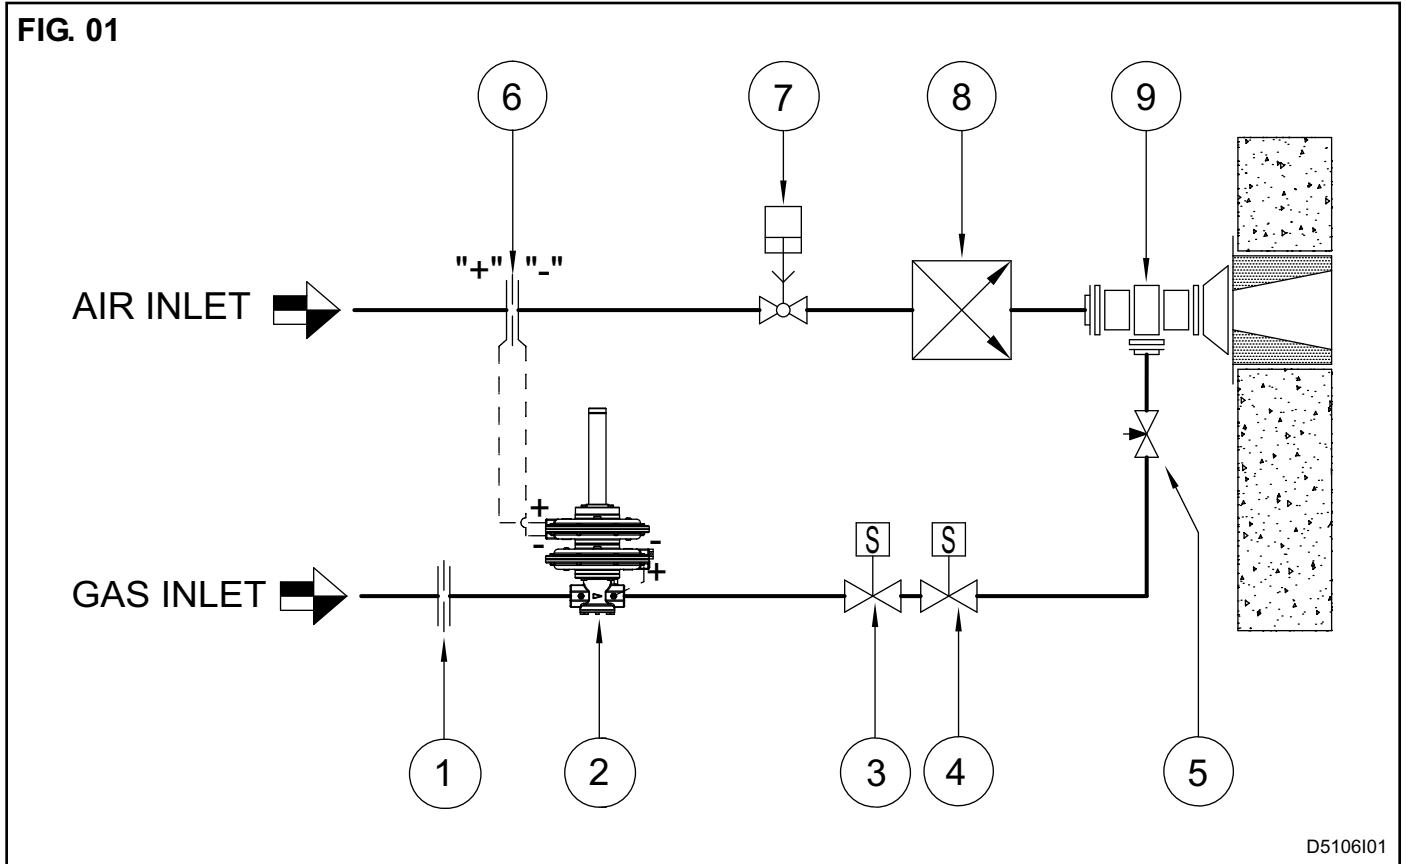 FIG. 01
6
7
8
9
"+" "-"
AIR INLET
+
- -
+
S S
GAS INLET
1
2
3
4
5
D5106I01